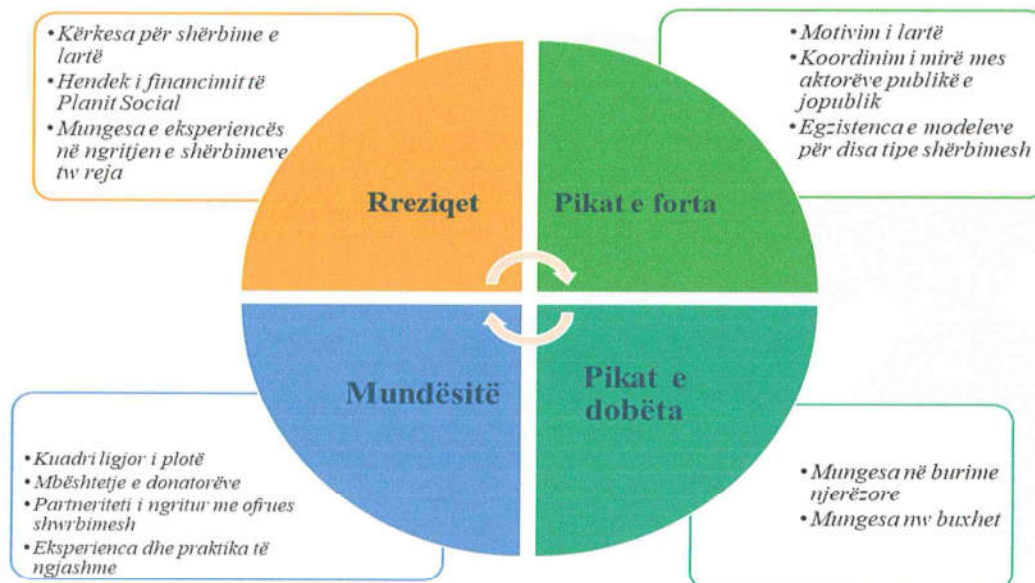 • Kërkesa për shërbime e
lartë
• Hendek i financimit të
Planit Social
• Mungesa e eksperiencës
në ngritjen e shërbimeve
tw reja
• Motivim i lartë
• Koordinim i mirë mes
aktorëve publikë e
jopublik
• Egzistenca e modeleve
për disa tipe shërbimesh
Rreziqet
Pikat e forta
Mundësitë
Pikat e
dobëta
• Kuadri ligjor i plotë
• Mbështetje e donatorëve
• Partneriteti i ngritur me ofrues
shwrbimesh
• Eksperienca dhe praktika të
ngjashme
• Mungesa në burime
njerëzore
• Mungesa nw buxhet